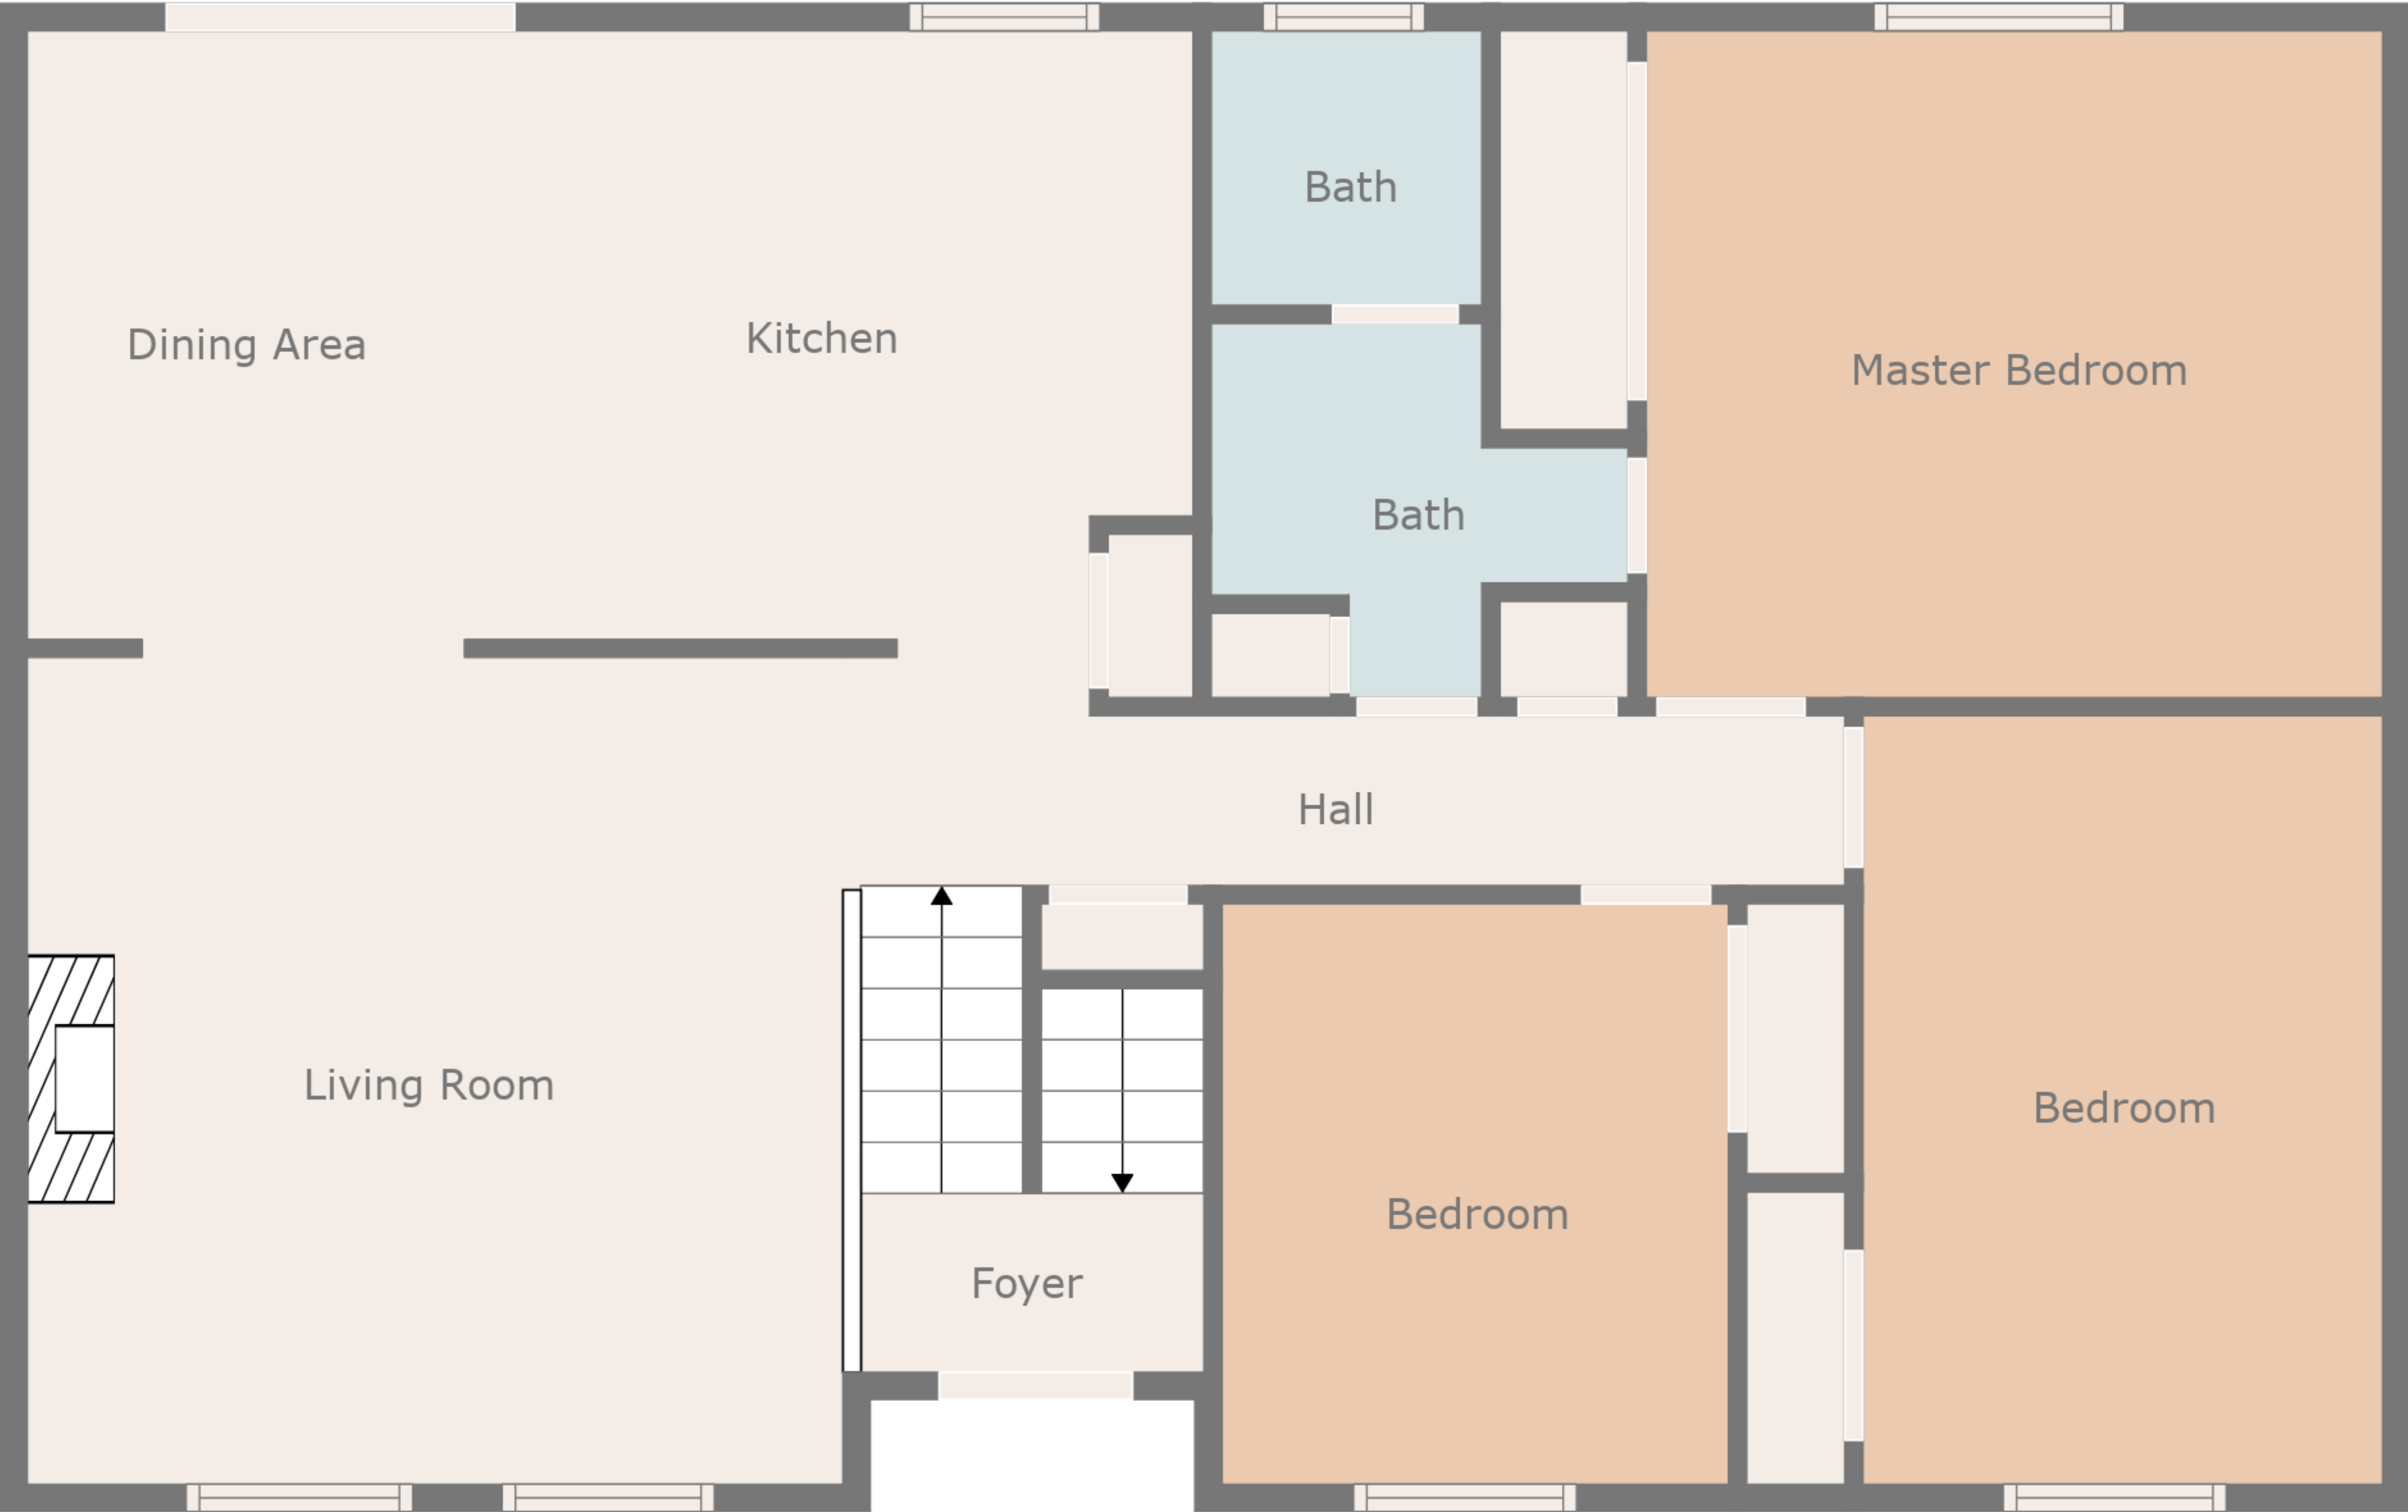 Bath
Dining Area
Kitchen
Master Bedroom
Bath
Hall
Living Room
Bedroom
Bedroom
Foyer